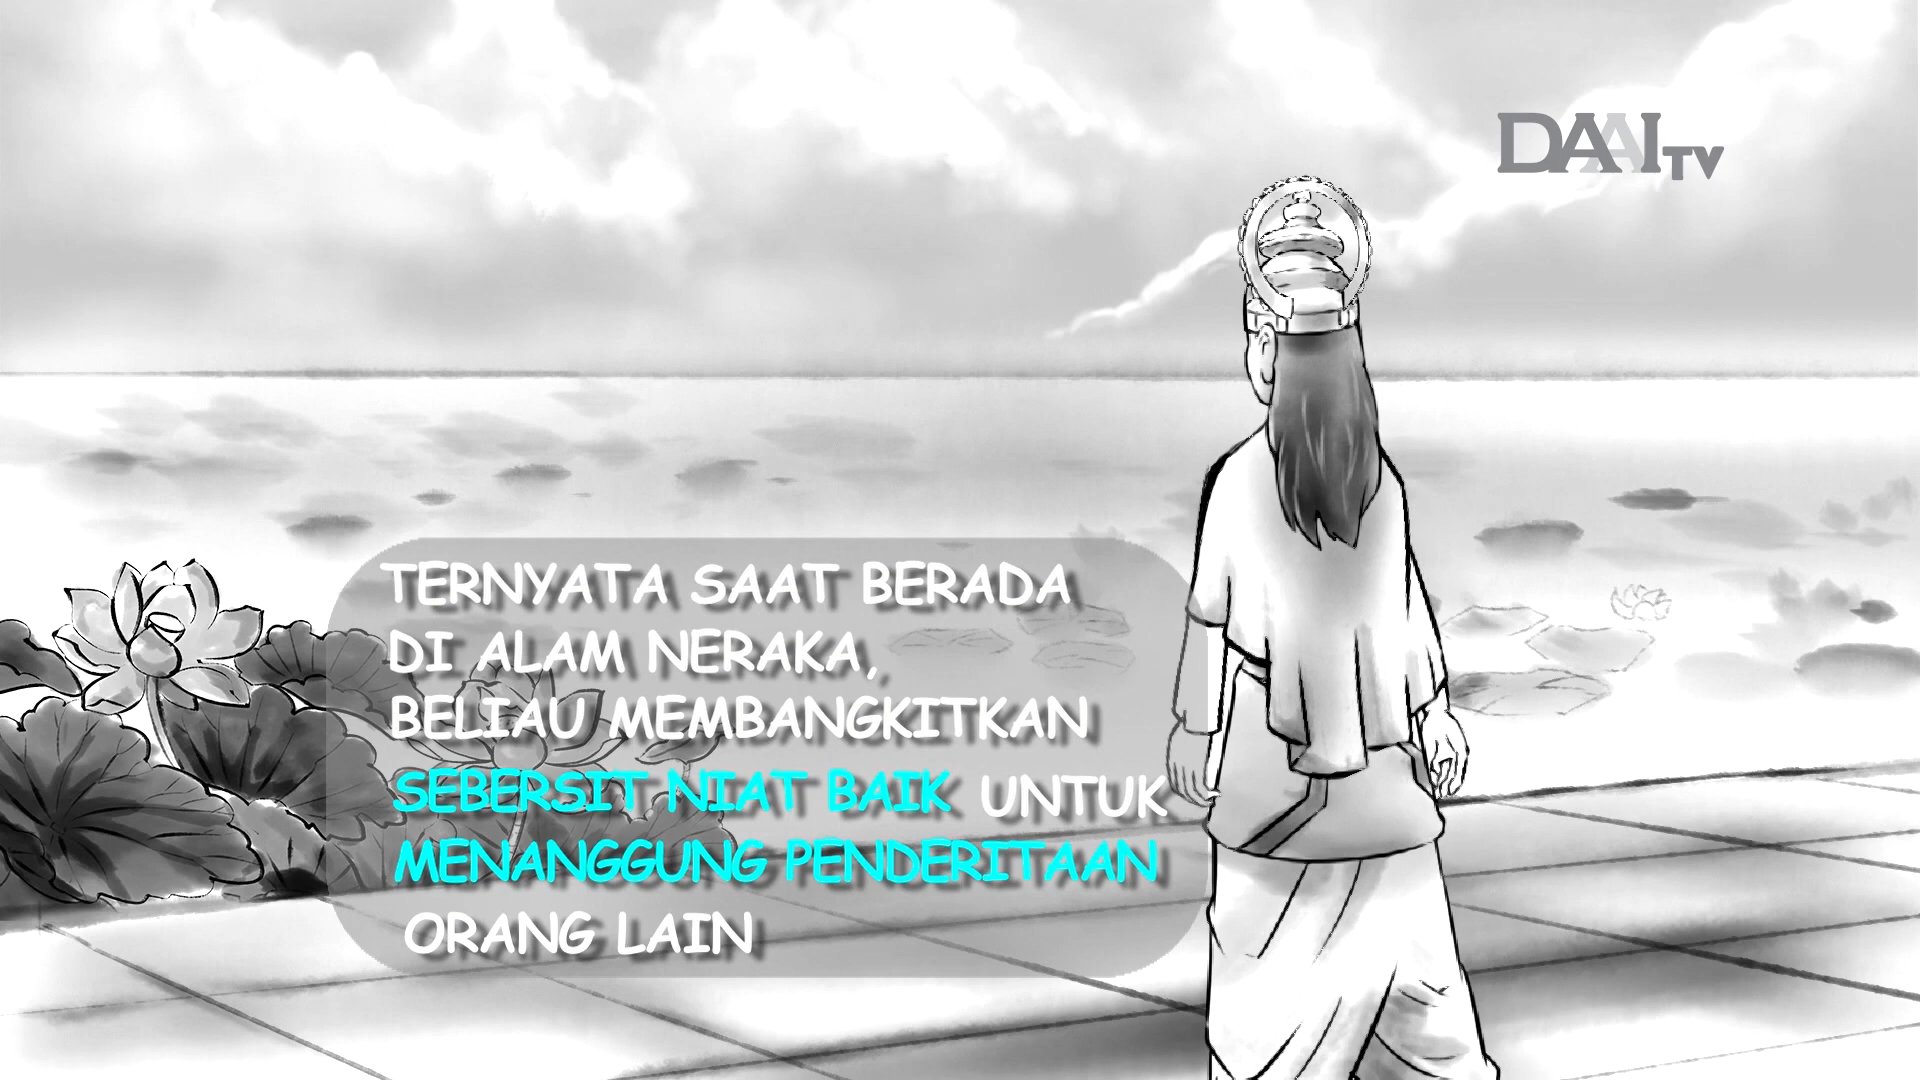 DAAI TV
TERNYATA SAAT BERADA
DI ALAM NERAKA,
BELIAU MEMBANGKITKAN
SEBERSIT NIAT BAIK UNTUK
MENANGGUNG PENDERITAAN
ORANG LAIN